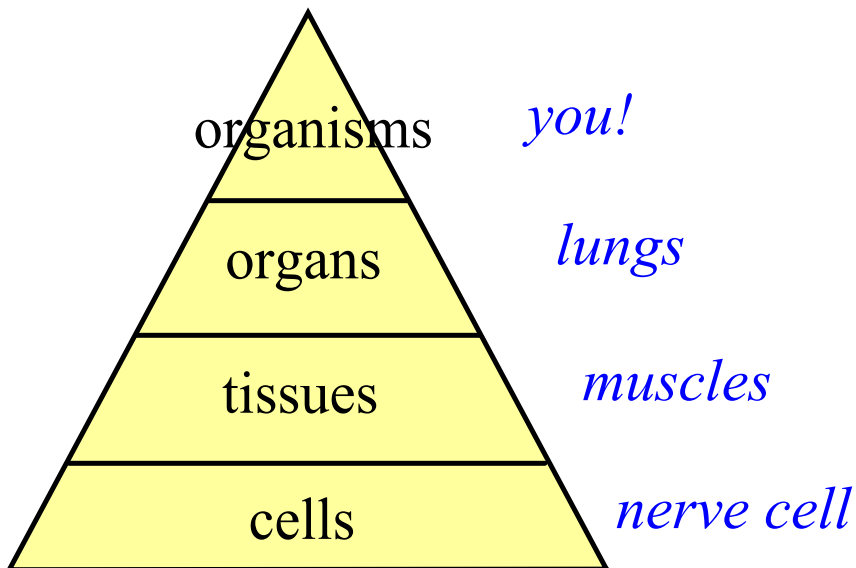 organisms you!
organs lungs
tissues muscles
cells nerve cell